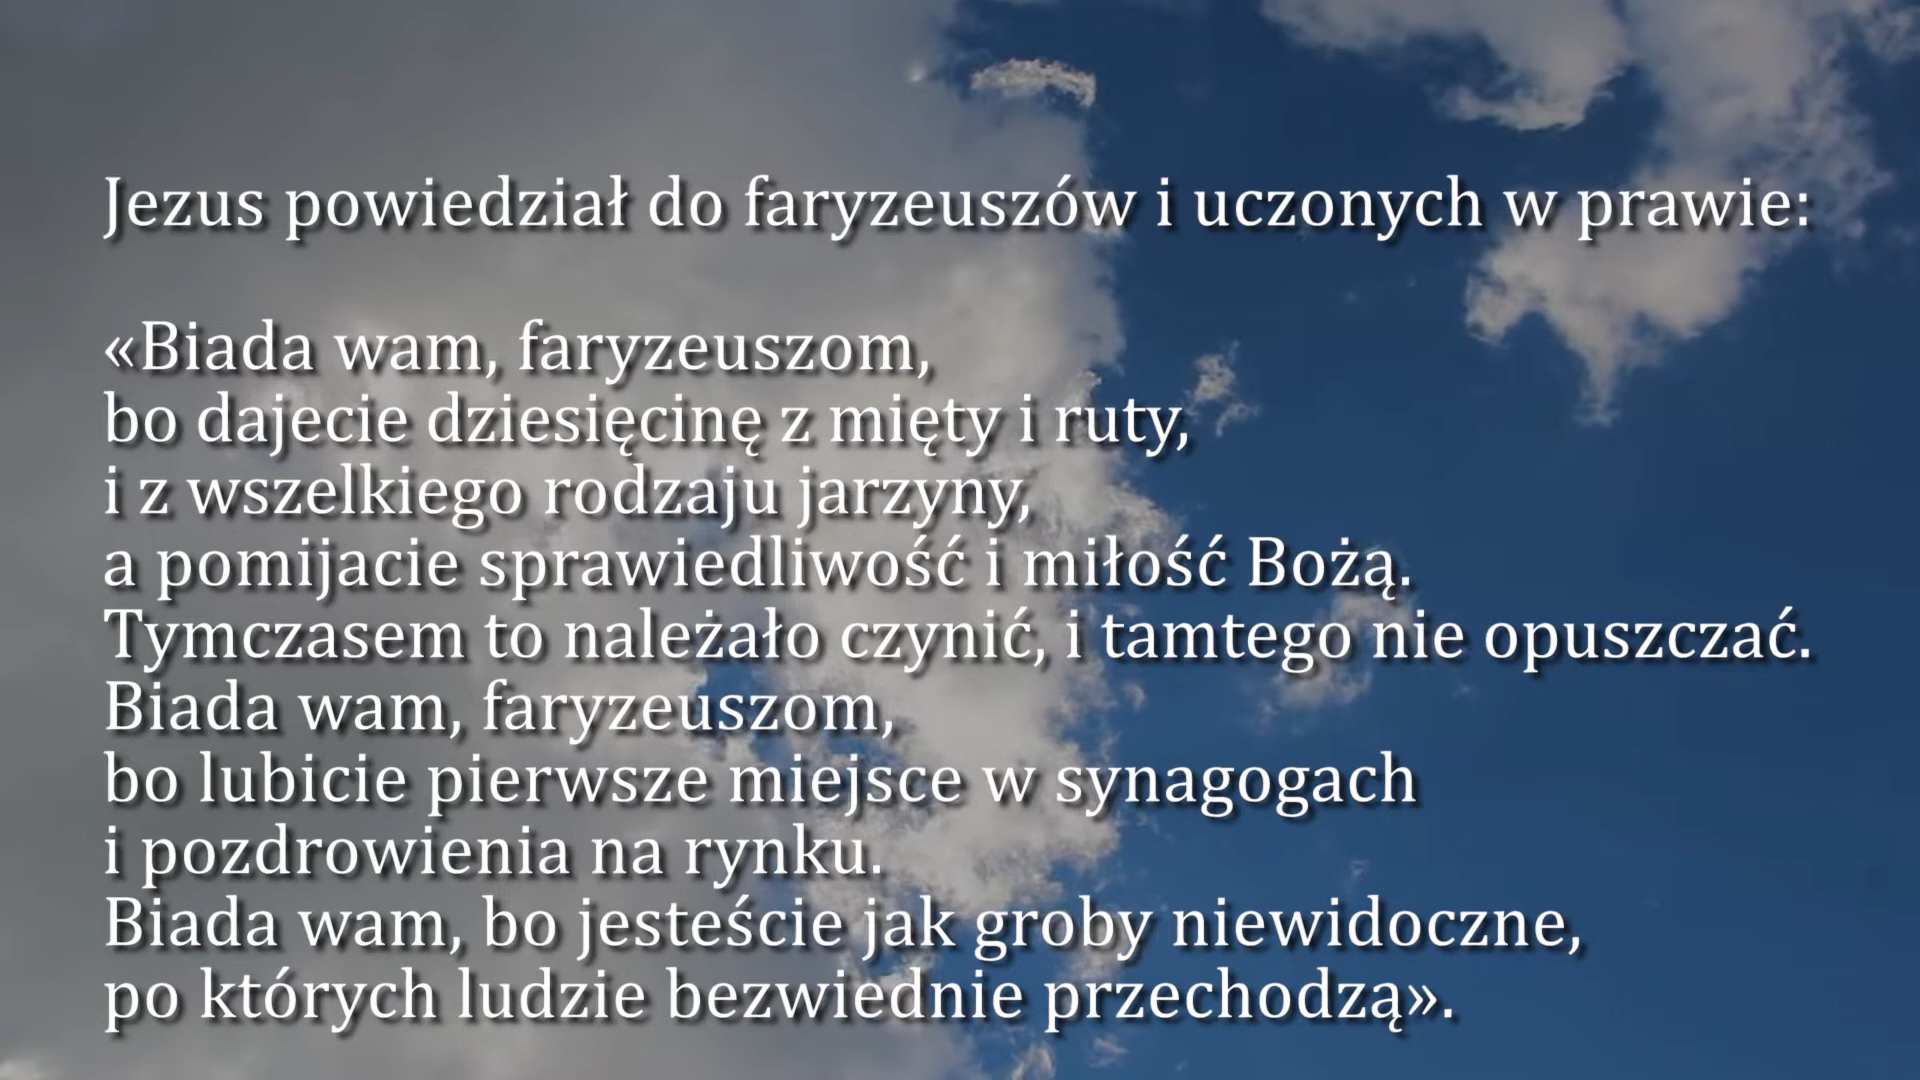 Jezus powiedział do faryzeuszów i uczonych w prawie:
«Biada wam, faryzeuszom,
bo dajecie dziesięcinę z mięty i ruty,
i z wszelkiego rodzaju jarzyny,
a pomijacie sprawiedliwość i miłość Bożą.
Tymczasem to należało czynić, i tamtego nie opuszczać.
Biada wam, faryzeuszom,
bo lubicie pierwsze miejsce w synagogach
i pozdrowienia na rynku.
Biada wam, bo jesteście jak groby niewidoczne,
po których ludzie bezwiednie przechodzą».